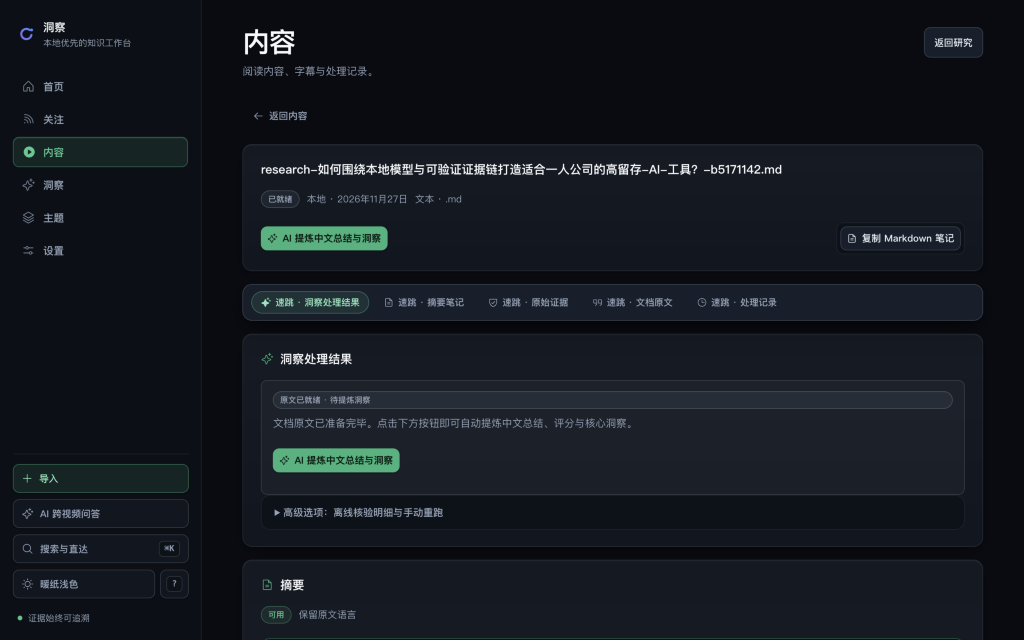 洞察
本地优先的知识工作台
首页
关注
内容
洞察
主题
设置
导入
AI 跨视频问答
搜索与直达 ⌘K
暖纸浅色 ?
证据始终可追溯
内容
阅读内容、字幕与处理记录。
返回研究
返回内容
research-如何围绕本地模型与可验证证据链打造适合一人公司的高留存-AI-工具？-b5171142.md
已就绪 本地 · 2026年11月27日 文本 · .md
AI 提炼中文总结与洞察
复制 Markdown 笔记
速跳 · 洞察处理结果 速跳 · 摘要笔记 速跳 · 原始证据 速跳 · 文档原文 速跳 · 处理记录
洞察处理结果
原文已就绪 · 待提炼洞察
文档原文已准备完毕。点击下方按钮即可自动提炼中文总结、评分与核心洞察。
AI 提炼中文总结与洞察
高级选项：离线核验明细与手动重跑
摘要
可用 保留原文语言